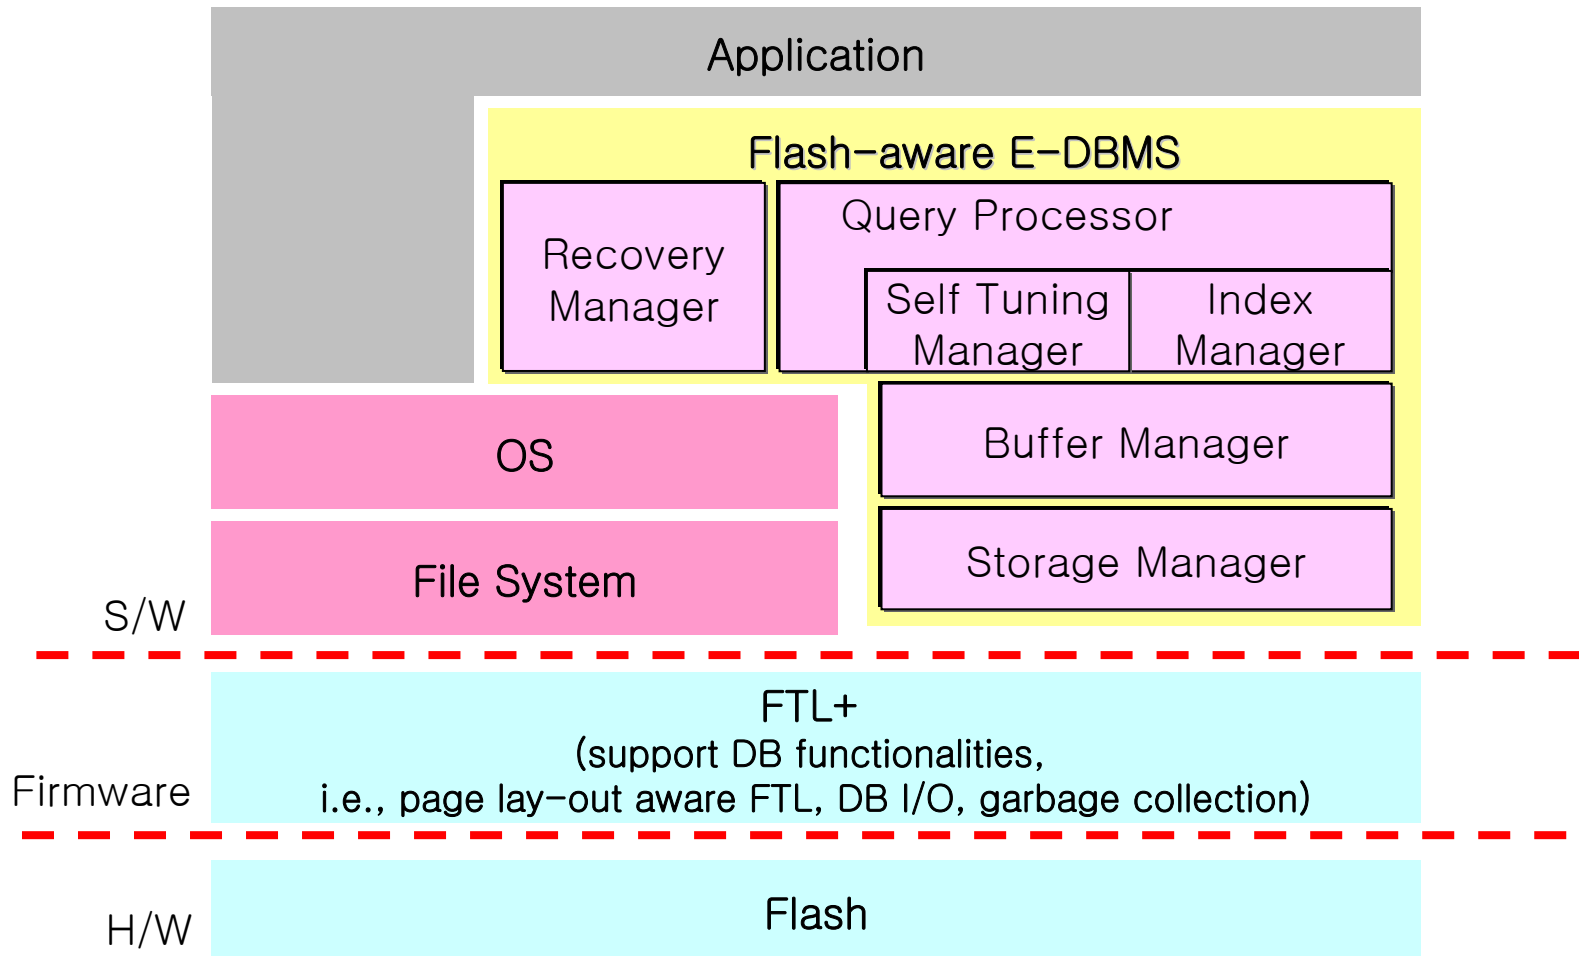 Application
Flash-aware E-DBMS
Recovery
Manager
Query Processor
Self Tuning
Manager
Index
Manager
OS
Buffer Manager
File System
Storage Manager
S/W
FTL+
(support DB functionalities,
i.e., page lay-out aware FTL, DB I/O, garbage collection)
Firmware
Flash
H/W